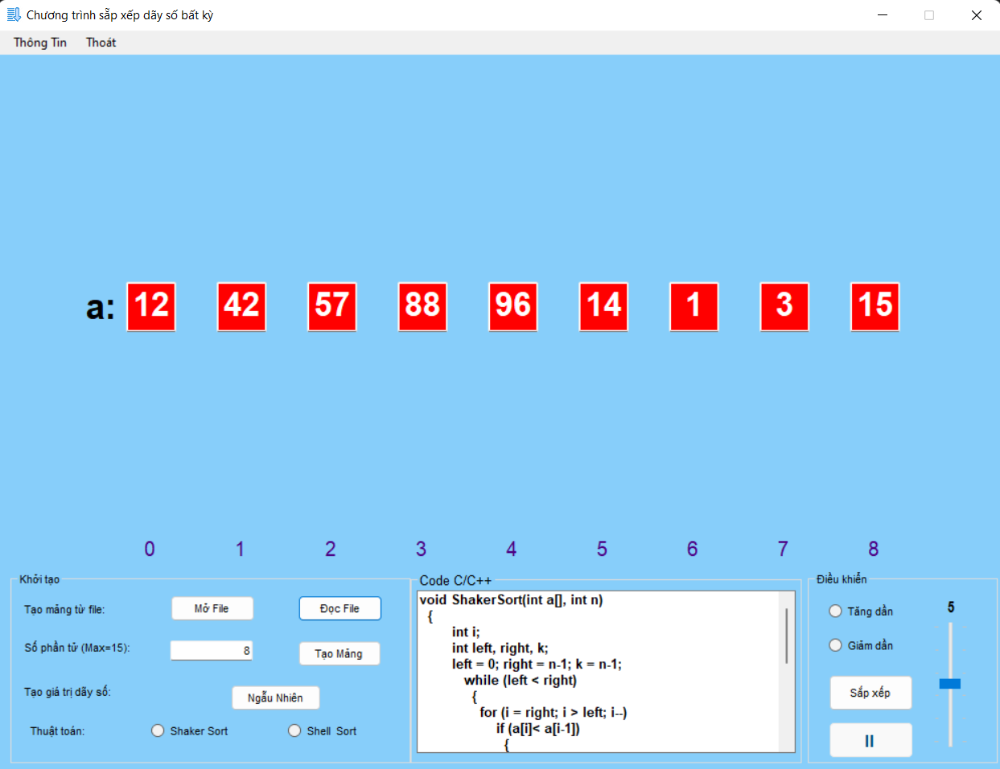 Chương trình sắp xếp dãy số bất kỳ
Thông Tin Thoát
a: 12 42 57 88 96 14 1 3 15
0 1 2 3 4 5 6 7 8
Khởi tạo
Tạo mảng từ file: Mở File Đọc File
Số phần tử (Max=15): 8 Tạo Mảng
Tạo giá trị dãy số: Ngẫu Nhiên
Thuật toán: Shaker Sort Shell Sort
Code C/C++
void ShakerSort(int a[], int n)
{
int i;
int left, right, k;
left = 0; right = n-1; k = n-1;
while (left < right)
{
for (i = right; i > left; i--)
if (a[i]< a[i-1])
{
Điều khiển
Tăng dần 5
Giảm dần
Sắp xếp